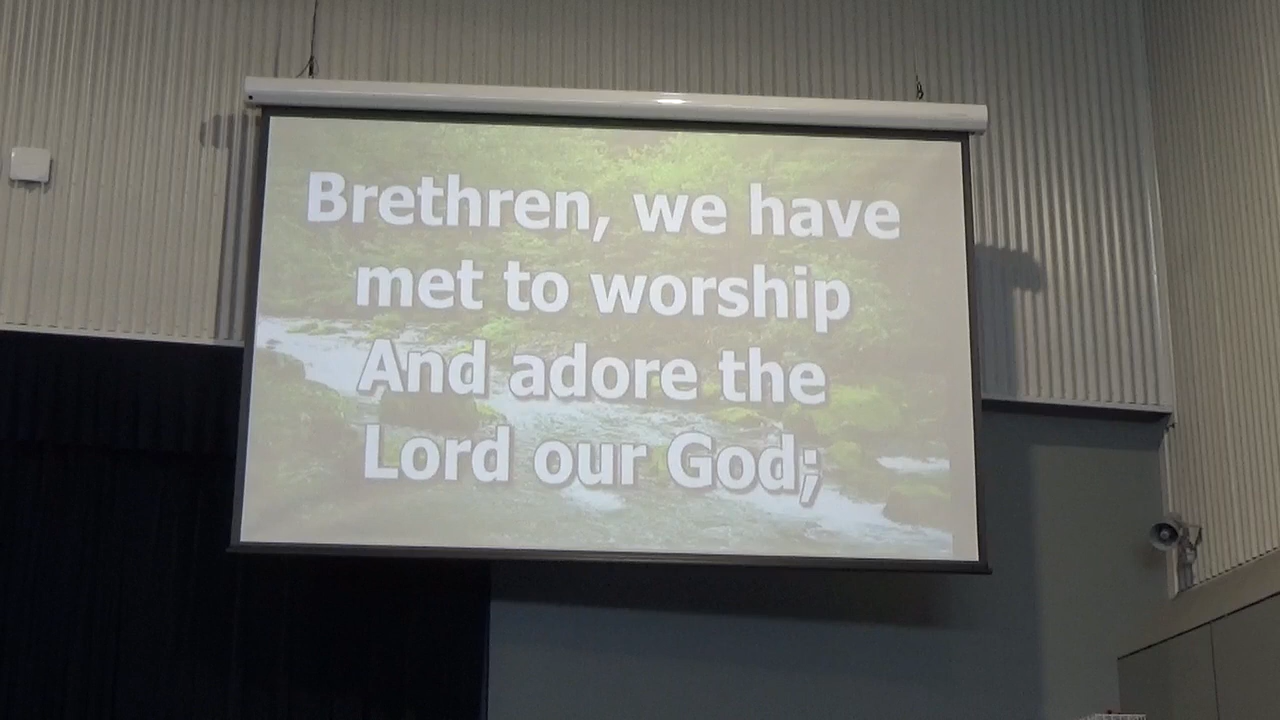 Brethren, we have
met to worship
And adore the
Lord our God;